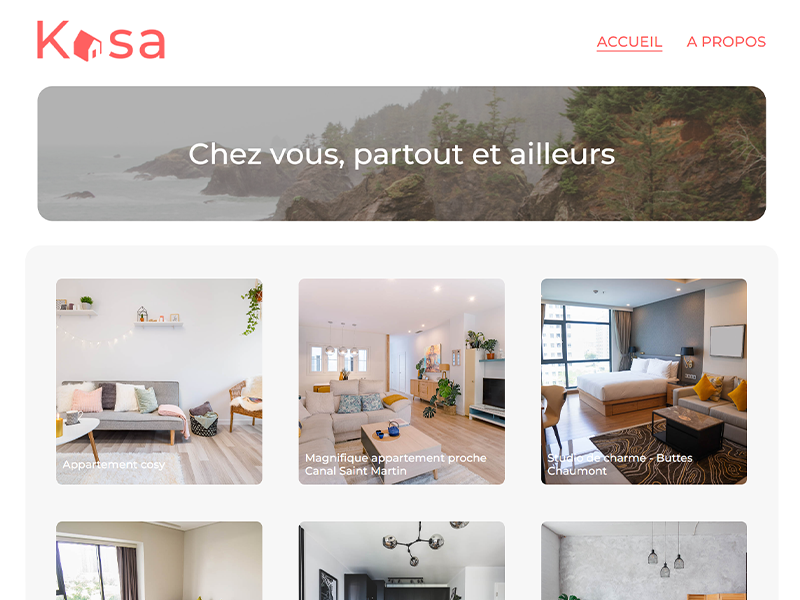 Kasa
ACCUEIL
A PROPOS
Chez vous, partout et ailleurs
Appartement cosy
Magnifique appartement proche
Canal Saint Martin
Studio de charme - Buttes
Chaumont